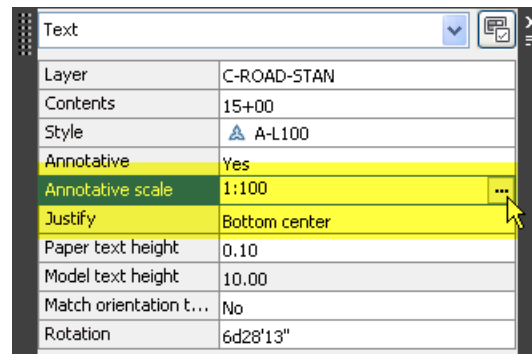 Text
Layer C-ROAD-STAN
Contents 15+00
Style A-L100
Annotative Yes
Annotative scale 1:100 ...
Justify Bottom center
Paper text height 0.10
Model text height 10.00
Match orientation t... No
Rotation 6d28'13"